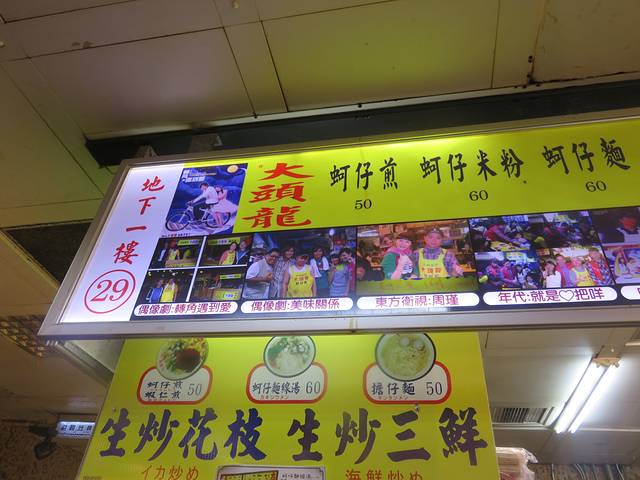 地下一樓
29
大頭龍
蚵仔煎 50
蚵仔米粉 60
蚵仔麵 60
偶像劇:轉角遇到愛
偶像劇:美味關係
東方衛視:周瑾
年代:就是♡把咩
蚵仔煎
蝦仁煎 50
蚵仔麵線湯 60
擔仔麵 50
生炒花枝 生炒三鮮
イカ炒め
海鮮炒め